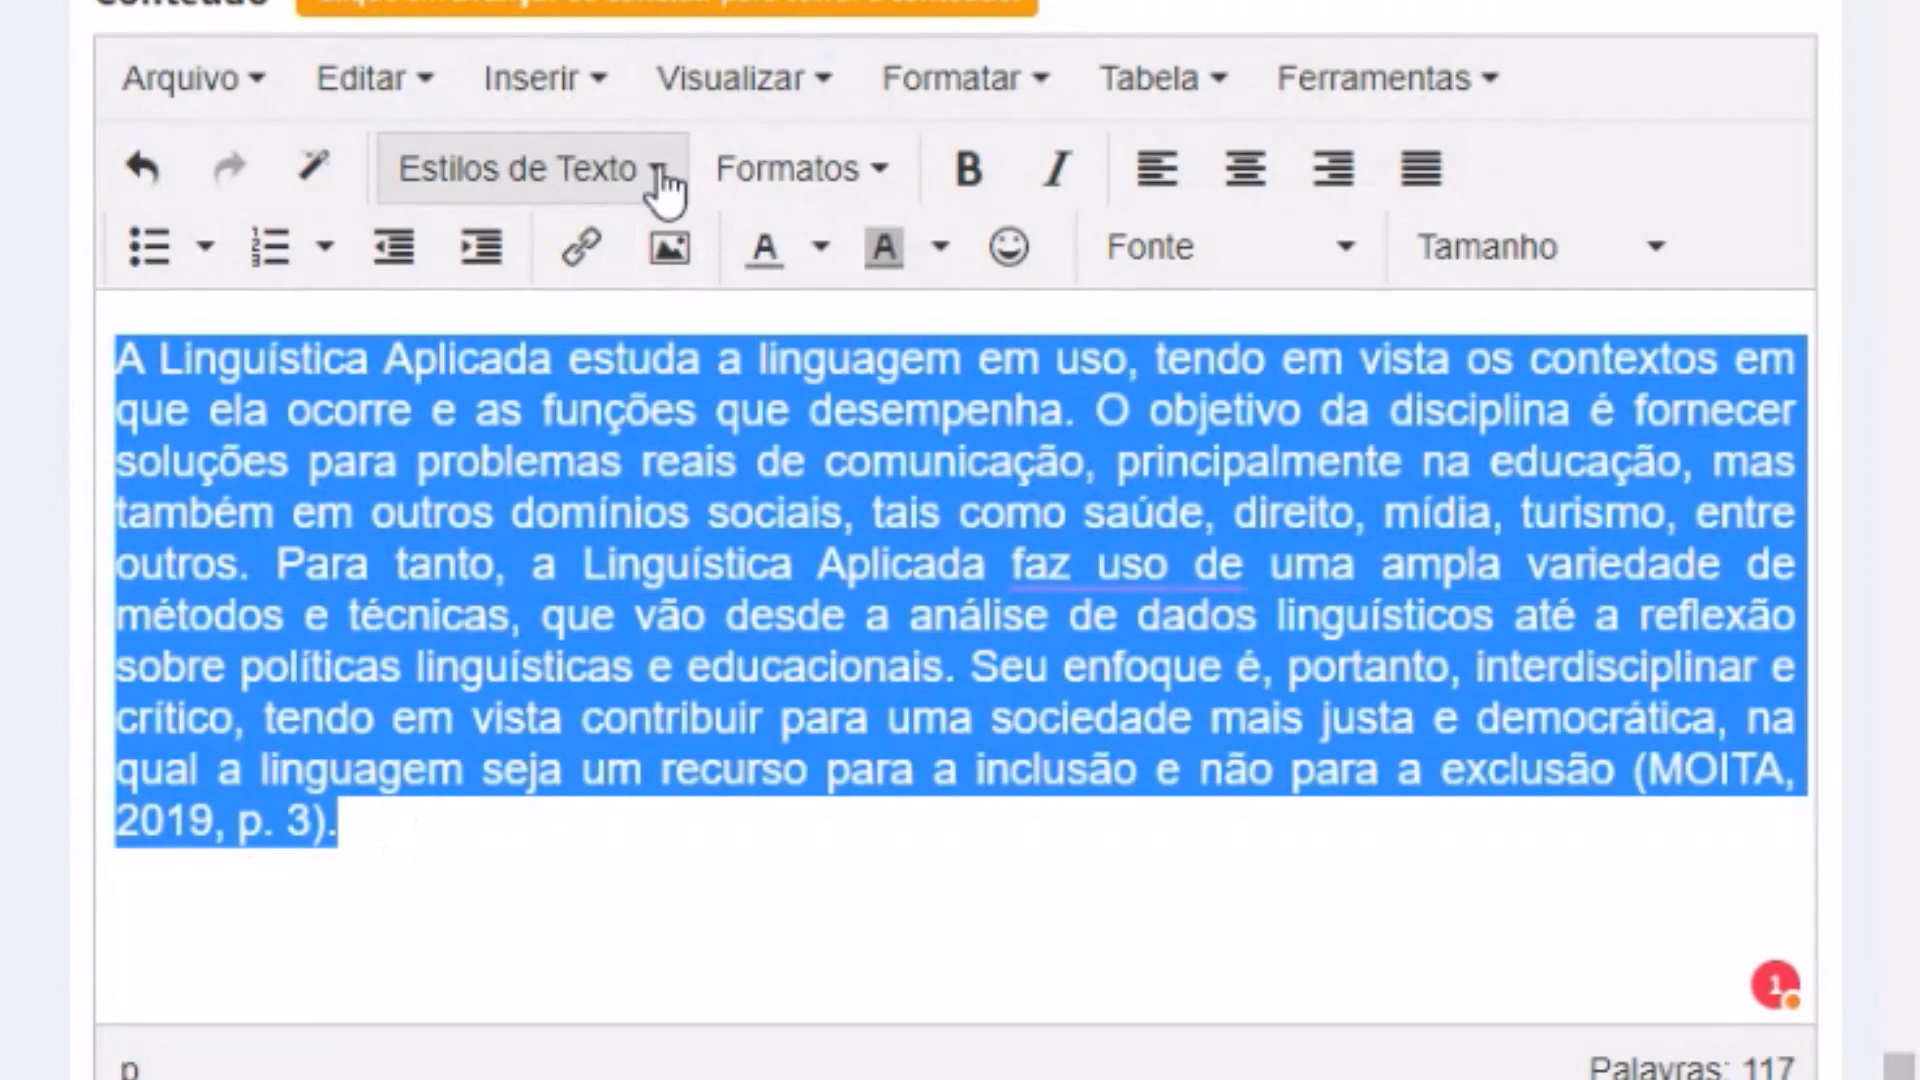 Conteúdo
Arquivo Editar Inserir Visualizar Formatar Tabela Ferramentas
Estilos de Texto Formatos B I
A A Fonte Tamanho
A Linguística Aplicada estuda a linguagem em uso, tendo em vista os contextos em
que ela ocorre e as funções que desempenha. O objetivo da disciplina é fornecer
soluções para problemas reais de comunicação, principalmente na educação, mas
também em outros domínios sociais, tais como saúde, direito, mídia, turismo, entre
outros. Para tanto, a Linguística Aplicada faz uso de uma ampla variedade de
métodos e técnicas, que vão desde a análise de dados linguísticos até a reflexão
sobre políticas linguísticas e educacionais. Seu enfoque é, portanto, interdisciplinar e
crítico, tendo em vista contribuir para uma sociedade mais justa e democrática, na
qual a linguagem seja um recurso para a inclusão e não para a exclusão (MOITA,
2019, p. 3).
1
p Palavras: 117